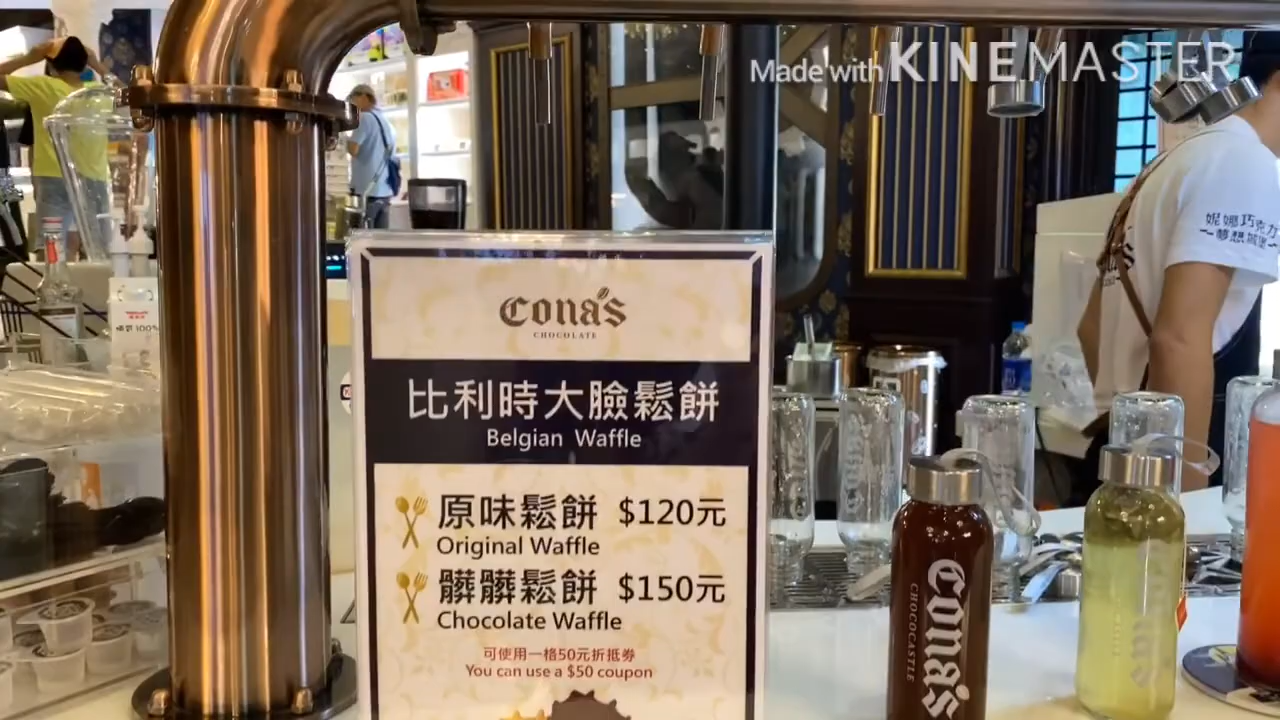 Made with KINEMASTER
妮娜巧克力
夢想城堡
cona's
CHOCOLATE
比利時大臉鬆餅
Belgian Waffle
原味鬆餅 $120元
Original Waffle
髒髒鬆餅 $150元
Chocolate Waffle
可使用一格50元折抵券
You can use a $50 coupon
Cona's
CHOCOCASTLE